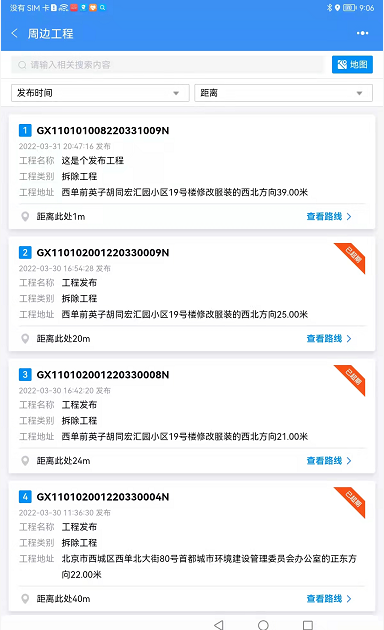 没有 SIM 卡
9:06
周边工程
请输入相关搜索内容
地图
发布时间
距离
1 GX110101008220331009N
2022-03-31 20:47:16 发布
工程名称 这是个发布工程
工程类别 拆除工程
工程地址 西单前英子胡同宏汇园小区19号楼修改服装的西北方向39.00米
距离此处1m 查看路线
2 GX110102001220330009N
已超期
2022-03-30 16:54:28 发布
工程名称 工程发布
工程类别 拆除工程
工程地址 西单前英子胡同宏汇园小区19号楼修改服装的西北方向25.00米
距离此处20m 查看路线
3 GX110102001220330008N
已超期
2022-03-30 16:42:20 发布
工程名称 工程发布
工程类别 拆除工程
工程地址 西单前英子胡同宏汇园小区19号楼修改服装的西北方向21.00米
距离此处24m 查看路线
4 GX110102001220330004N
已超期
2022-03-30 11:36:30 发布
工程名称 工程发布
工程类别 拆除工程
工程地址 北京市西城区西单北大街80号首都城市环境建设管理委员会办公室的正东方
向22.00米
距离此处40m 查看路线